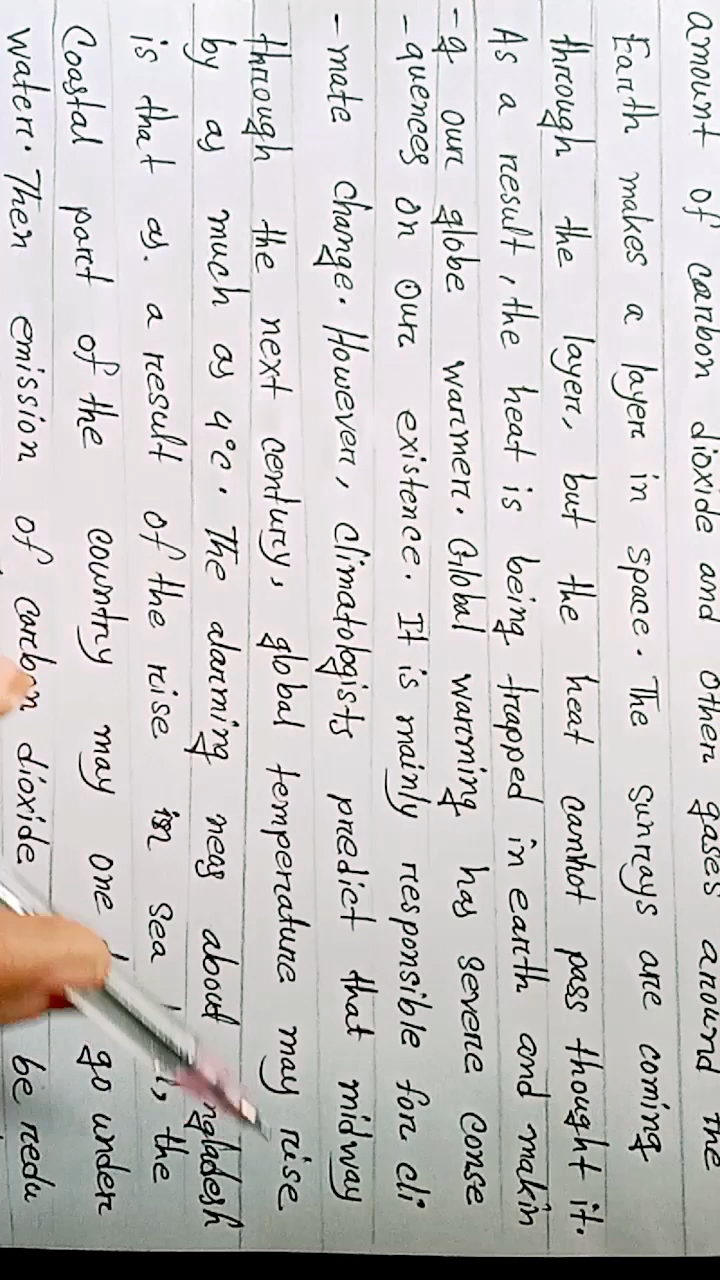 amount of carbon dioxide and other gases around the
Earth makes a layer in space. The sunrays are coming
through the layer, but the heat cannot pass thought it.
As a result, the heat is being trapped in earth and makin
-g our globe warmer. Global warming has severe conse
-quences on our existence. It is mainly responsible for cli
-mate change. However, climatologists predict that midway
through the next century, global temperature may rise
by as much as 4°c. The alarming neas about ngladesh
is that as. a result of the rise in sea the
Coastal part of the country may one go under
water. Then emission of carbon dioxide be redu